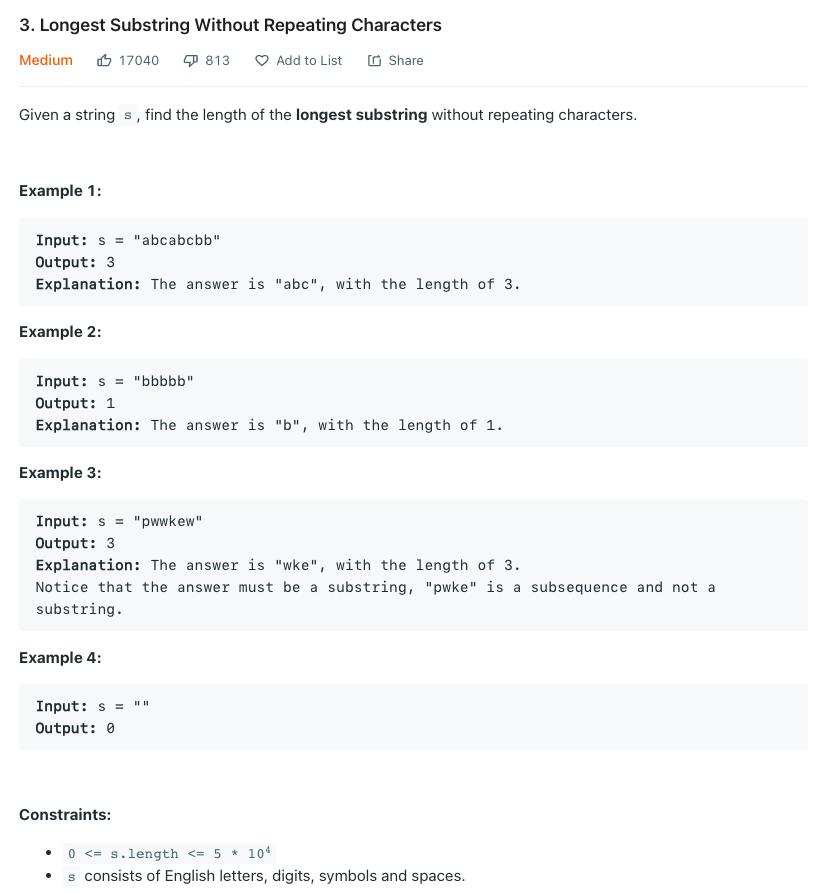 3. Longest Substring Without Repeating Characters
Medium 17040 813 Add to List Share
Given a string s, find the length of the longest substring without repeating characters.
Example 1:
Input: s = "abcabcbb"
Output: 3
Explanation: The answer is "abc", with the length of 3.
Example 2:
Input: s = "bbbbb"
Output: 1
Explanation: The answer is "b", with the length of 1.
Example 3:
Input: s = "pwwkew"
Output: 3
Explanation: The answer is "wke", with the length of 3.
Notice that the answer must be a substring, "pwke" is a subsequence and not a
substring.
Example 4:
Input: s = ""
Output: 0
Constraints:
• 0 <= s.length <= 5 * 10⁴
• s consists of English letters, digits, symbols and spaces.